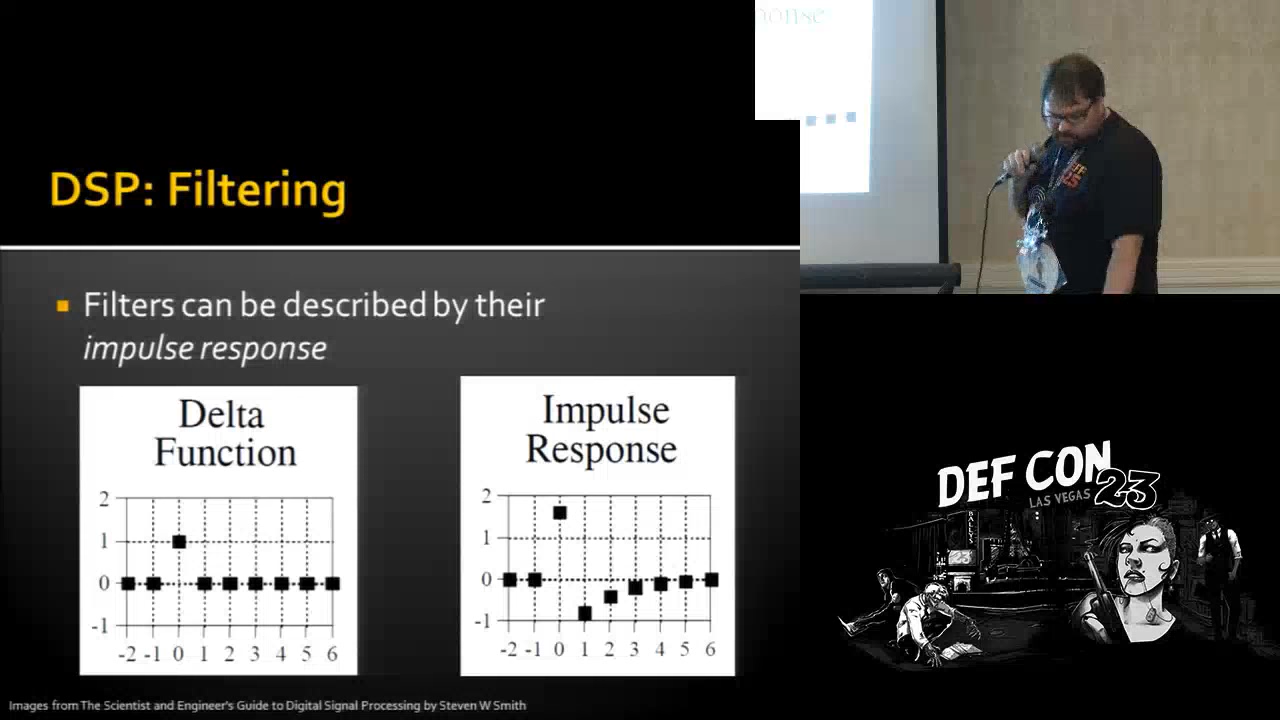 DSP: Filtering
Filters can be described by their
impulse response
Delta
Function
2
1
0
-1
-2 -1 0 1 2 3 4 5 6
Impulse
Response
2
1
0
-1
-2 -1 0 1 2 3 4 5 6
Images from The Scientist and Engineer's Guide to Digital Signal Processing by Steven W Smith
ponse
DEF CON
LAS VEGAS 23
BALLYS